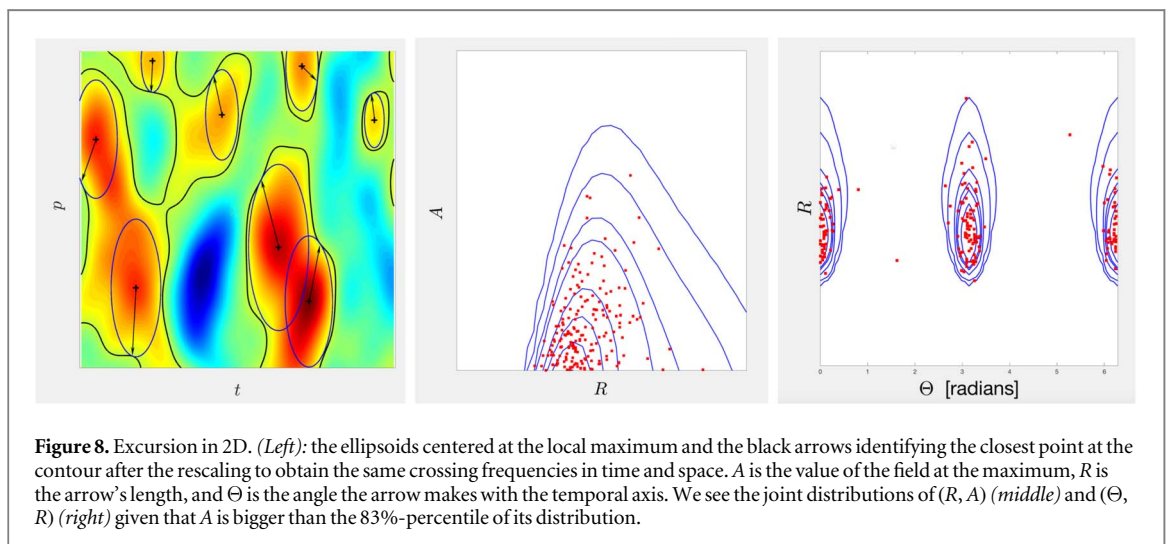 p
t
A
R
R
0
1
2
3
4
5
6
Θ [radians]
Figure 8. Excursion in 2D. (Left): the ellipsoids centered at the local maximum and the black arrows identifying the closest point at the
contour after the rescaling to obtain the same crossing frequencies in time and space. A is the value of the field at the maximum, R is
the arrow's length, and Θ is the angle the arrow makes with the temporal axis. We see the joint distributions of (R, A) (middle) and (Θ,
R) (right) given that A is bigger than the 83%-percentile of its distribution.